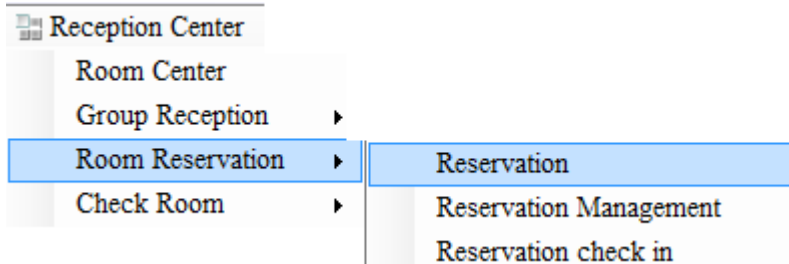 Reception Center
Room Center
Group Reception
Room Reservation
Check Room
Reservation
Reservation Management
Reservation check in